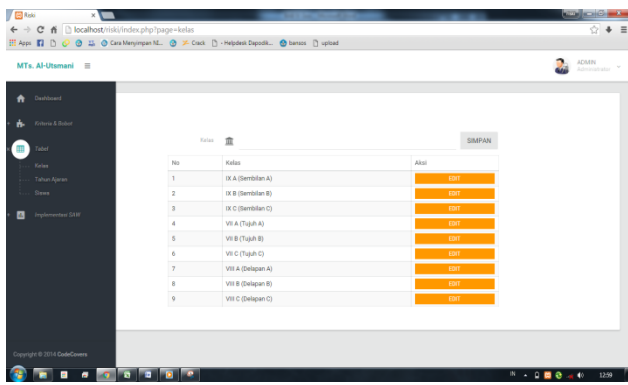 Riski
localhost/riski/index.php?page=kelas
Apps
Cara Menyimpan M...
Crack
- Helpdesk Dapodik...
bansos
upload
MTs. Al-Utsmani
ADMIN
Administrator
Dashboard
Kriteria & Bobot
Tabel
Kelas
Tahun Ajaran
Siswa
Implementasi SAW
Kelas
SIMPAN
No Kelas Aksi
1 IX A (Sembilan A) EDIT
2 IX B (Sembilan B) EDIT
3 IX C (Sembilan C) EDIT
4 VII A (Tujuh A) EDIT
5 VII B (Tujuh B) EDIT
6 VII C (Tujuh C) EDIT
7 VIII A (Delapan A) EDIT
8 VIII B (Delapan B) EDIT
9 VIII C (Delapan C) EDIT
Copyright © 2014 CodeCovers
IN
12:59